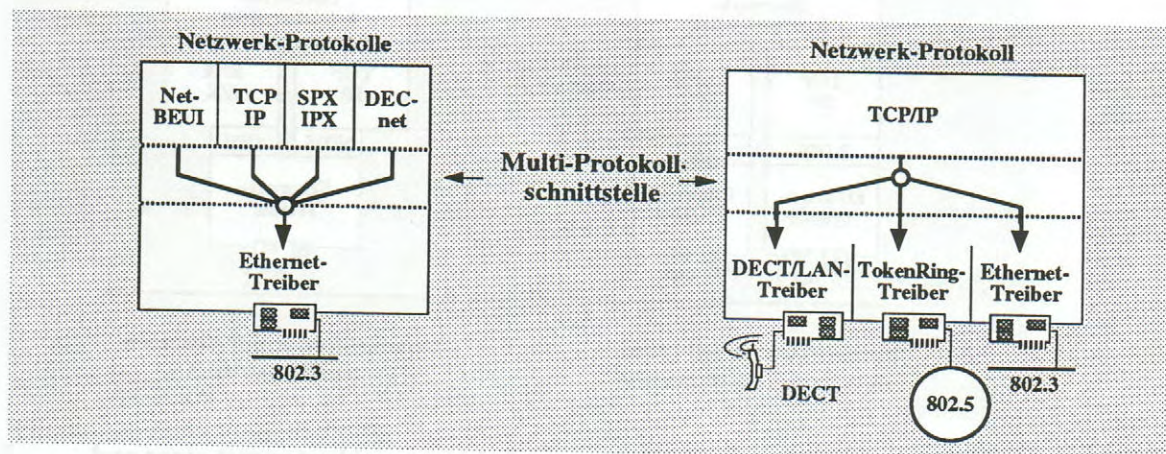 Netzwerk-Protokolle
Net-
BEUI
TCP
IP
SPX
IPX
DEC-
net
Ethernet-
Treiber
802.3
Multi-Protokoll-
schnittstelle
Netzwerk-Protokoll
TCP/IP
DECT/LAN-
Treiber
TokenRing-
Treiber
Ethernet-
Treiber
DECT
802.5
802.3